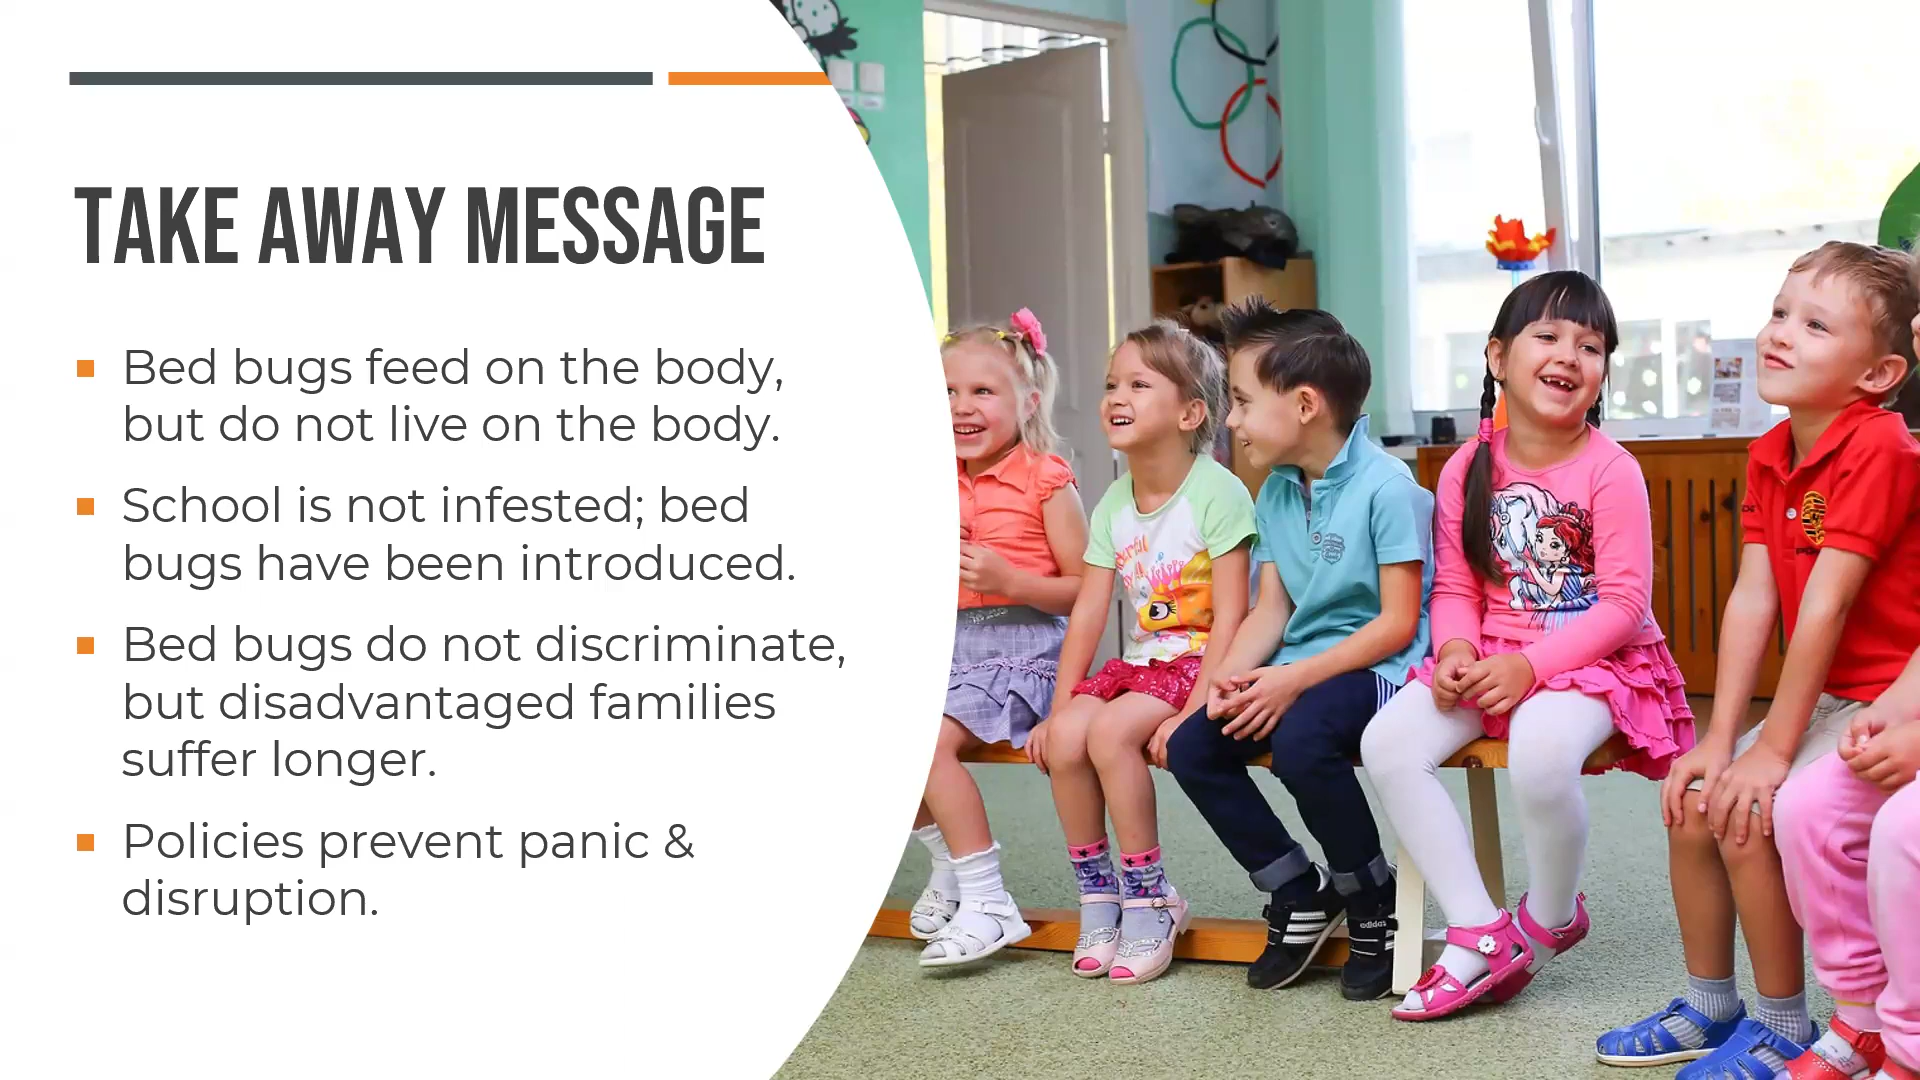 TAKE AWAY MESSAGE
Bed bugs feed on the body,
but do not live on the body.
School is not infested; bed
bugs have been introduced.
Bed bugs do not discriminate,
but disadvantaged families
suffer longer.
Policies prevent panic &
disruption.
adidas